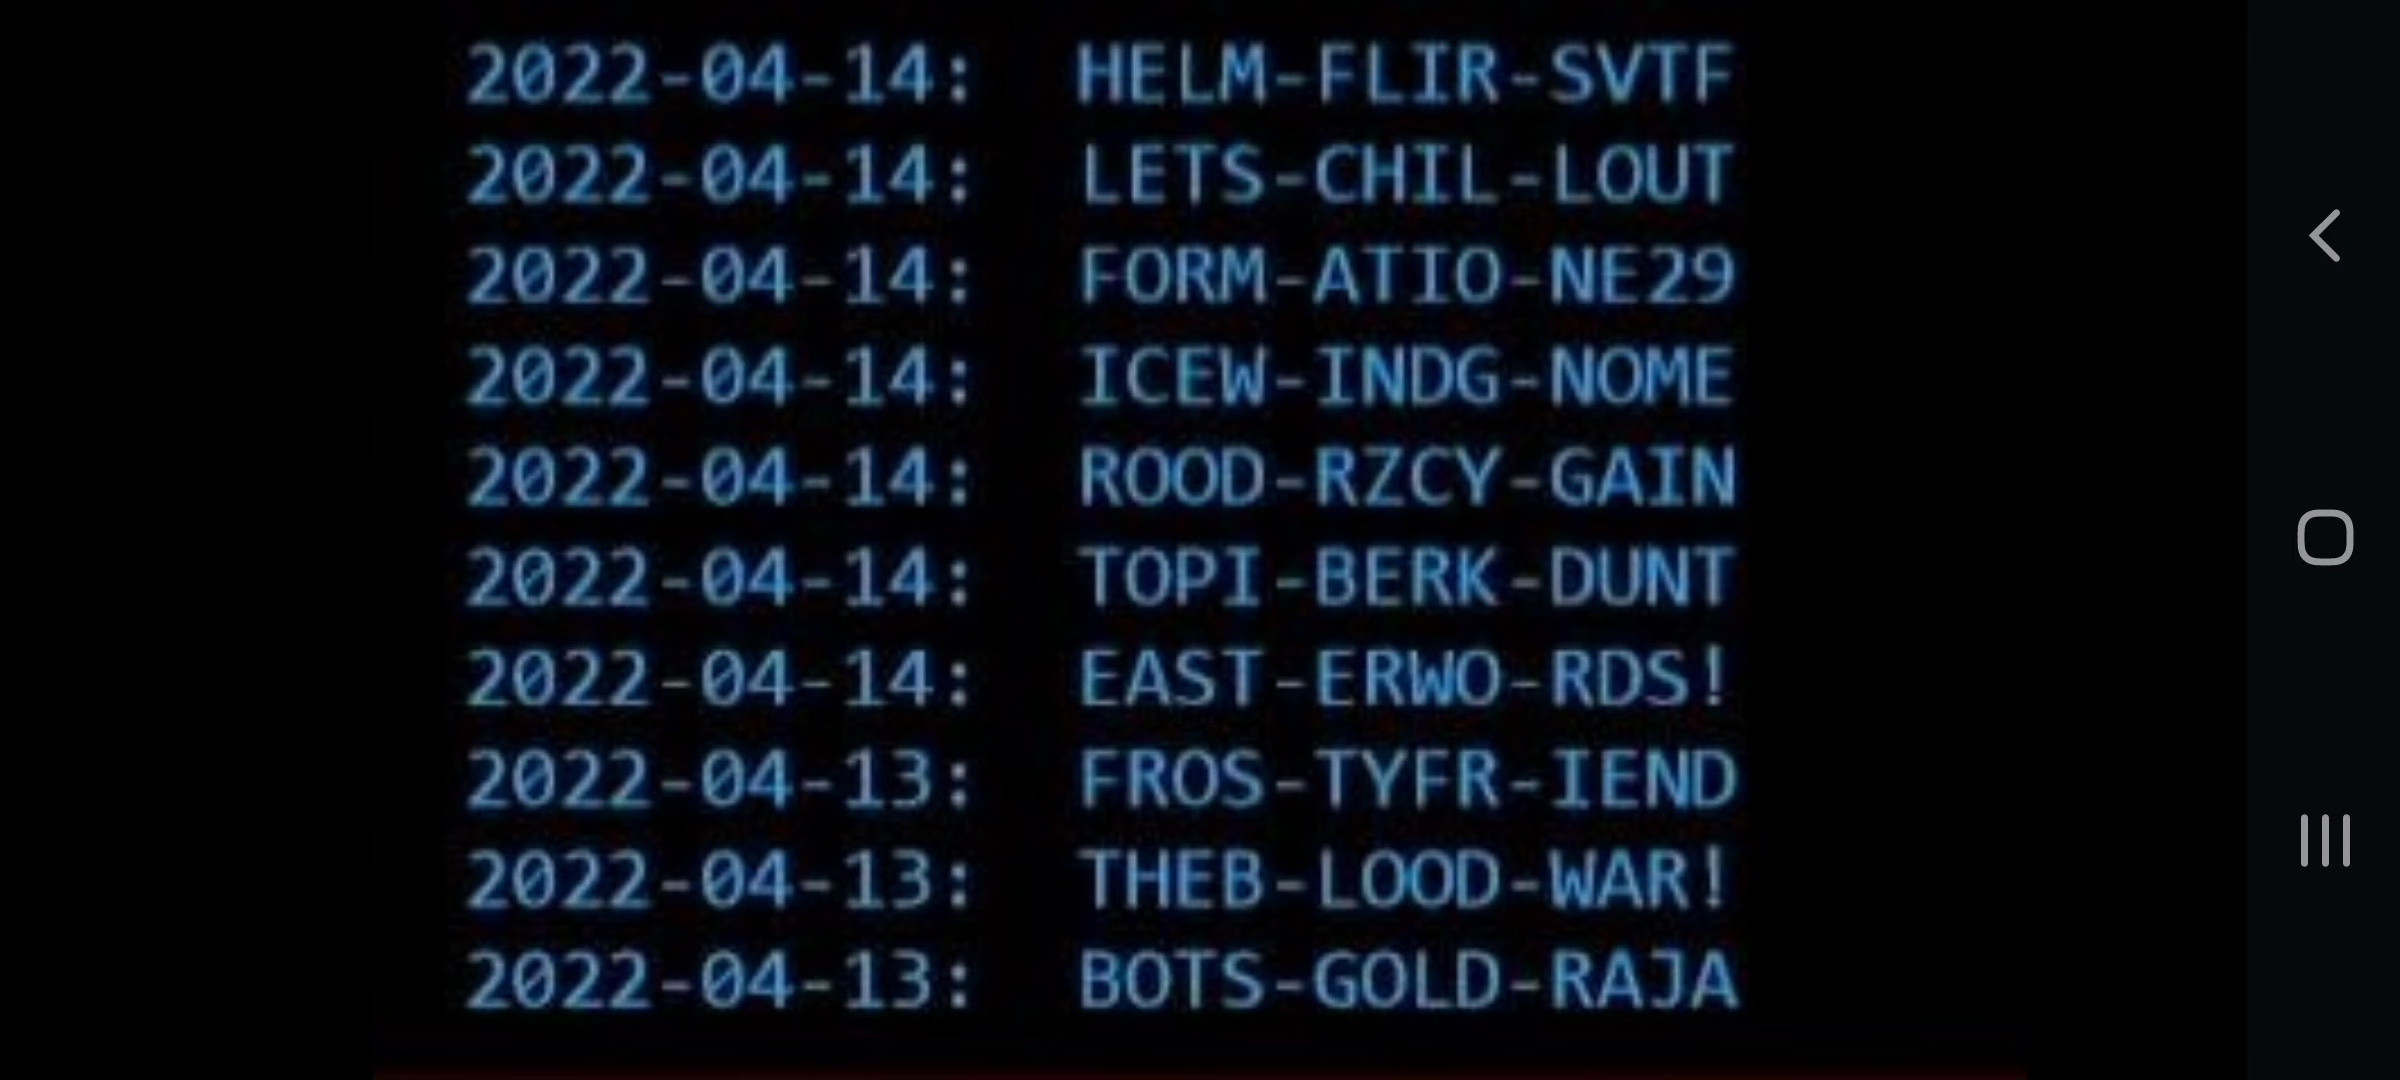 2022-04-14: HELM-FLIR-SVTF
2022-04-14: LETS-CHIL-LOUT
2022-04-14: FORM-ATIO-NE29
2022-04-14: ICEW-INDG-NOME
2022-04-14: ROOD-RZCY-GAIN
2022-04-14: TOPI-BERK-DUNT
2022-04-14: EAST-ERWO-RDS!
2022-04-13: FROS-TYFR-IEND
2022-04-13: THEB-LOOD-WAR!
2022-04-13: BOTS-GOLD-RAJA